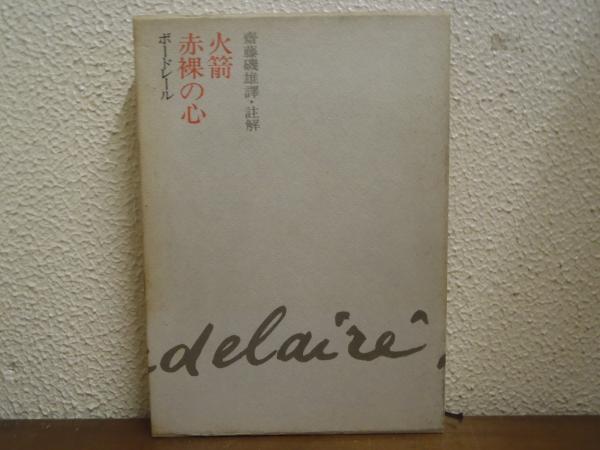 齋藤磯雄譯・註解
火箭
赤裸の心
ボードレール
delaire